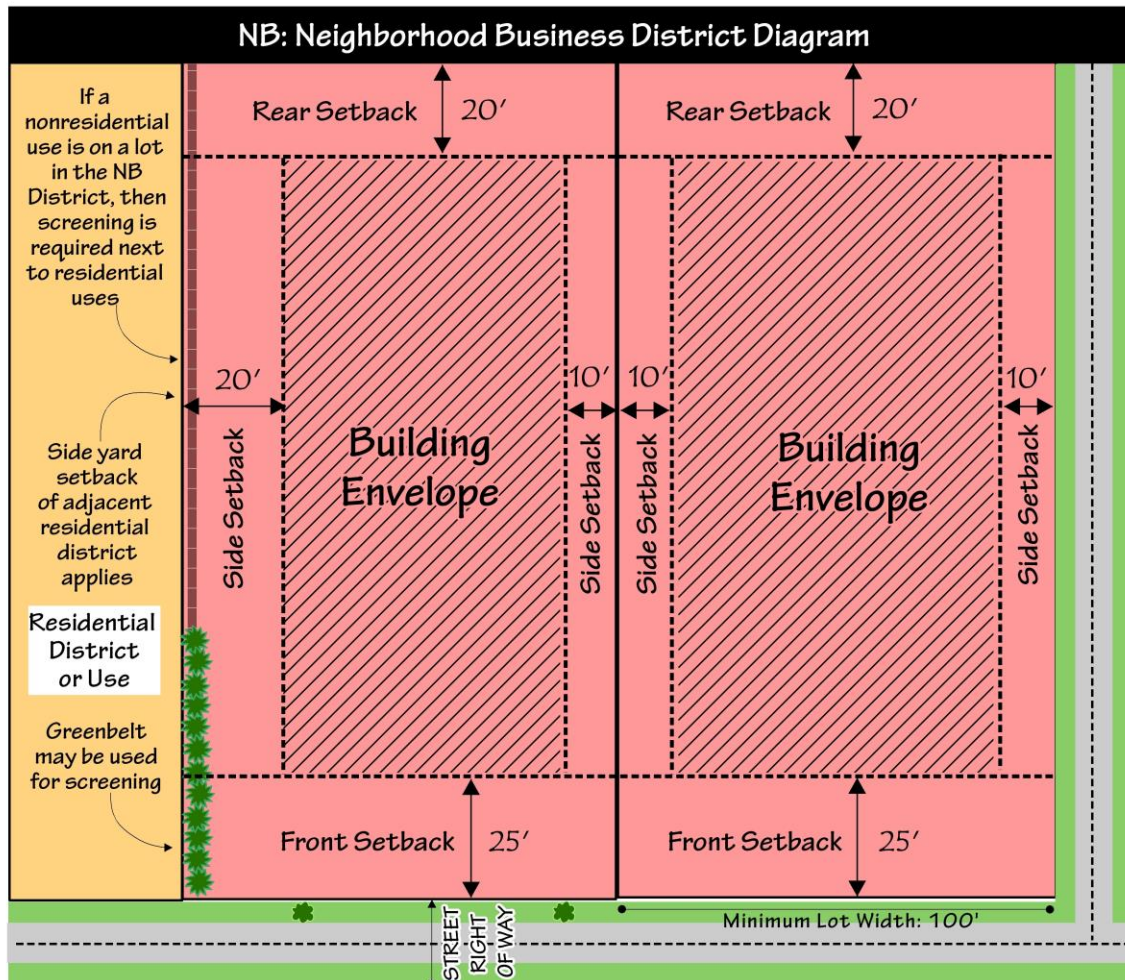 NB: Neighborhood Business District Diagram
If a
nonresidential
use is on a lot
in the NB
District, then
screening is
required next
to residential
uses
Side yard
setback
of adjacent
residential
district
applies
Residential
District
or Use
Greenbelt
may be used
for screening
Rear Setback 20'
20'
Side Setback
Building
Envelope
10'
Side Setback
Front Setback 25'
Rear Setback 20'
10'
Side Setback
Building
Envelope
10'
Side Setback
Front Setback 25'
STREET
RIGHT
OF WAY
Minimum Lot Width: 100'